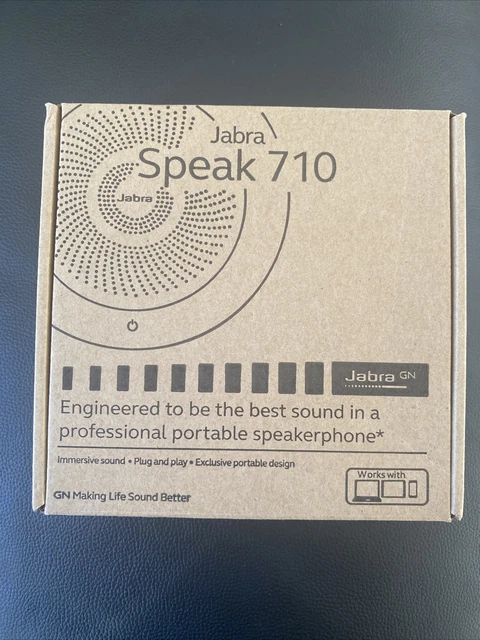 Jabra
Speak 710
Jabra
Jabra GN
Engineered to be the best sound in a
professional portable speakerphone*
Immersive sound • Plug and play • Exclusive portable design
Works with
GN Making Life Sound Better